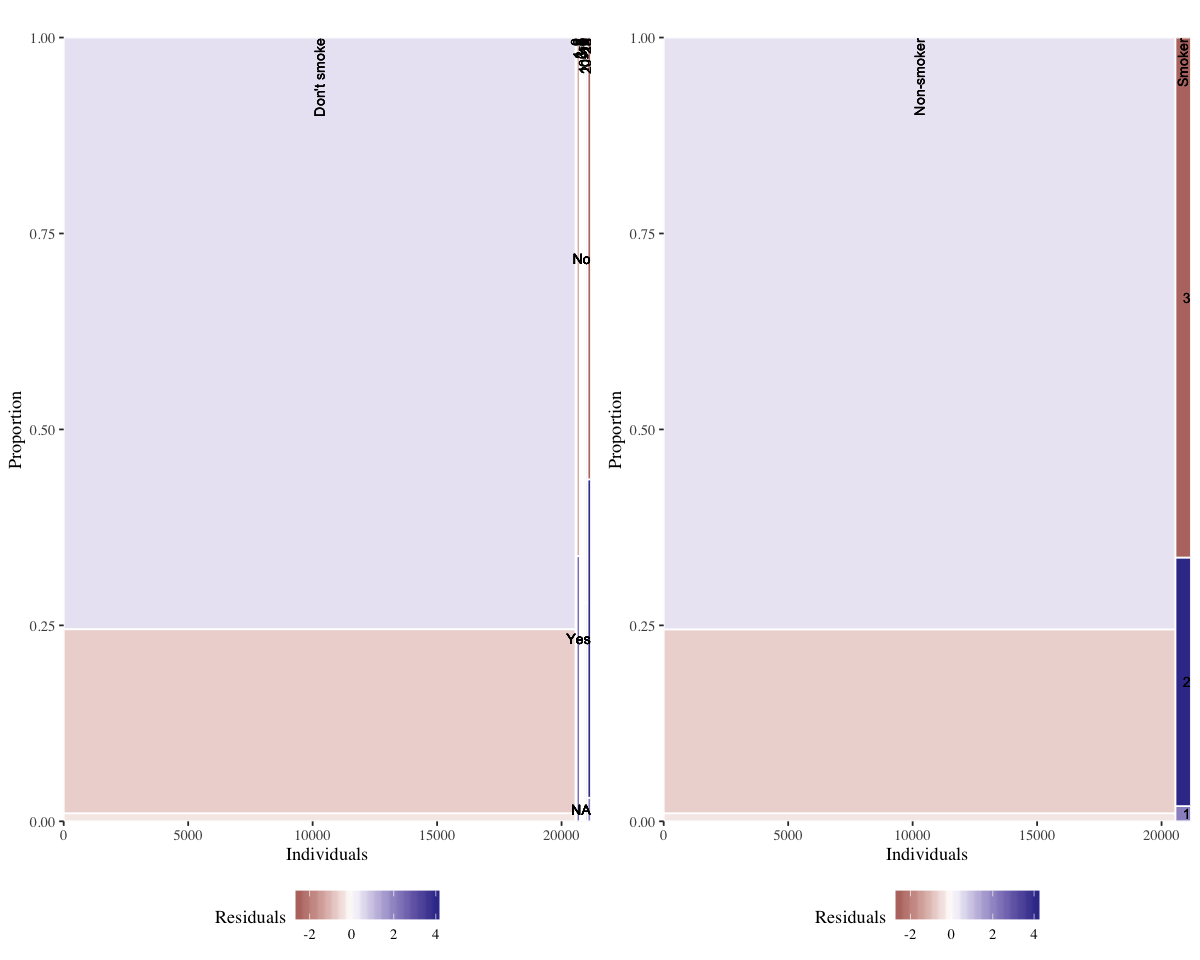 1.00
0.75
0.50
0.25
0.00
Proportion
Don't smoke
No
Yes
NA
0
5000
10000
15000
20000
Individuals
Residuals
-2
0
2
4
1.00
0.75
0.50
0.25
0.00
Proportion
Non-smoker
Smoker
3
2
1
0
5000
10000
15000
20000
Individuals
Residuals
-2
0
2
4